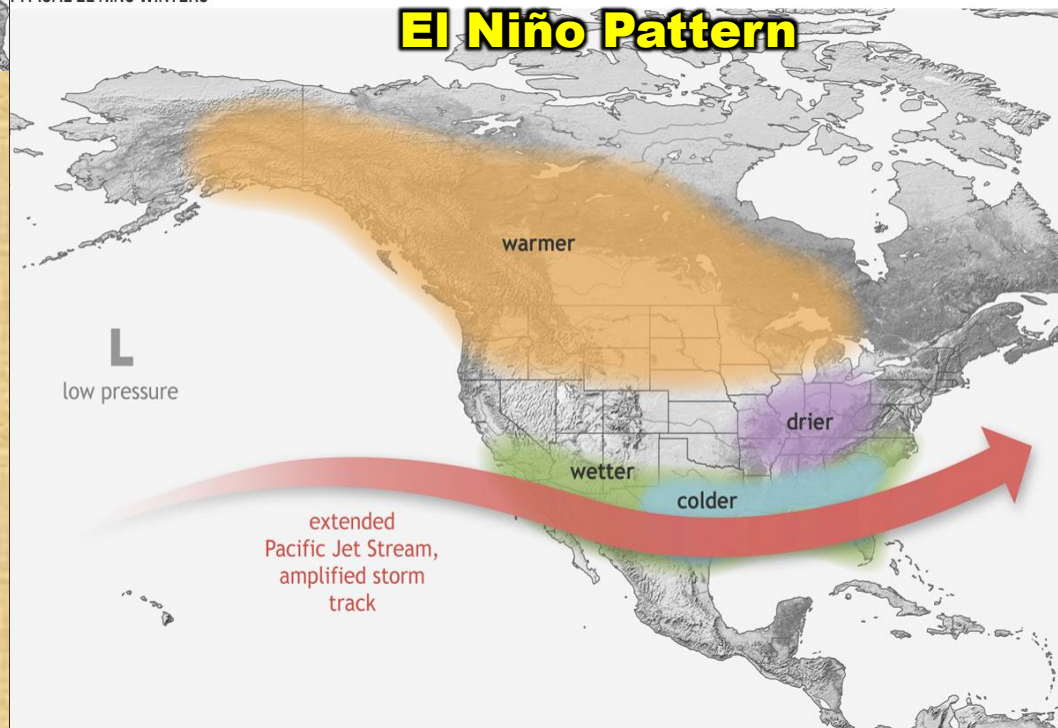 El Niño Pattern
warmer
L
low pressure
drier
wetter
colder
extended
Pacific Jet Stream,
amplified storm
track